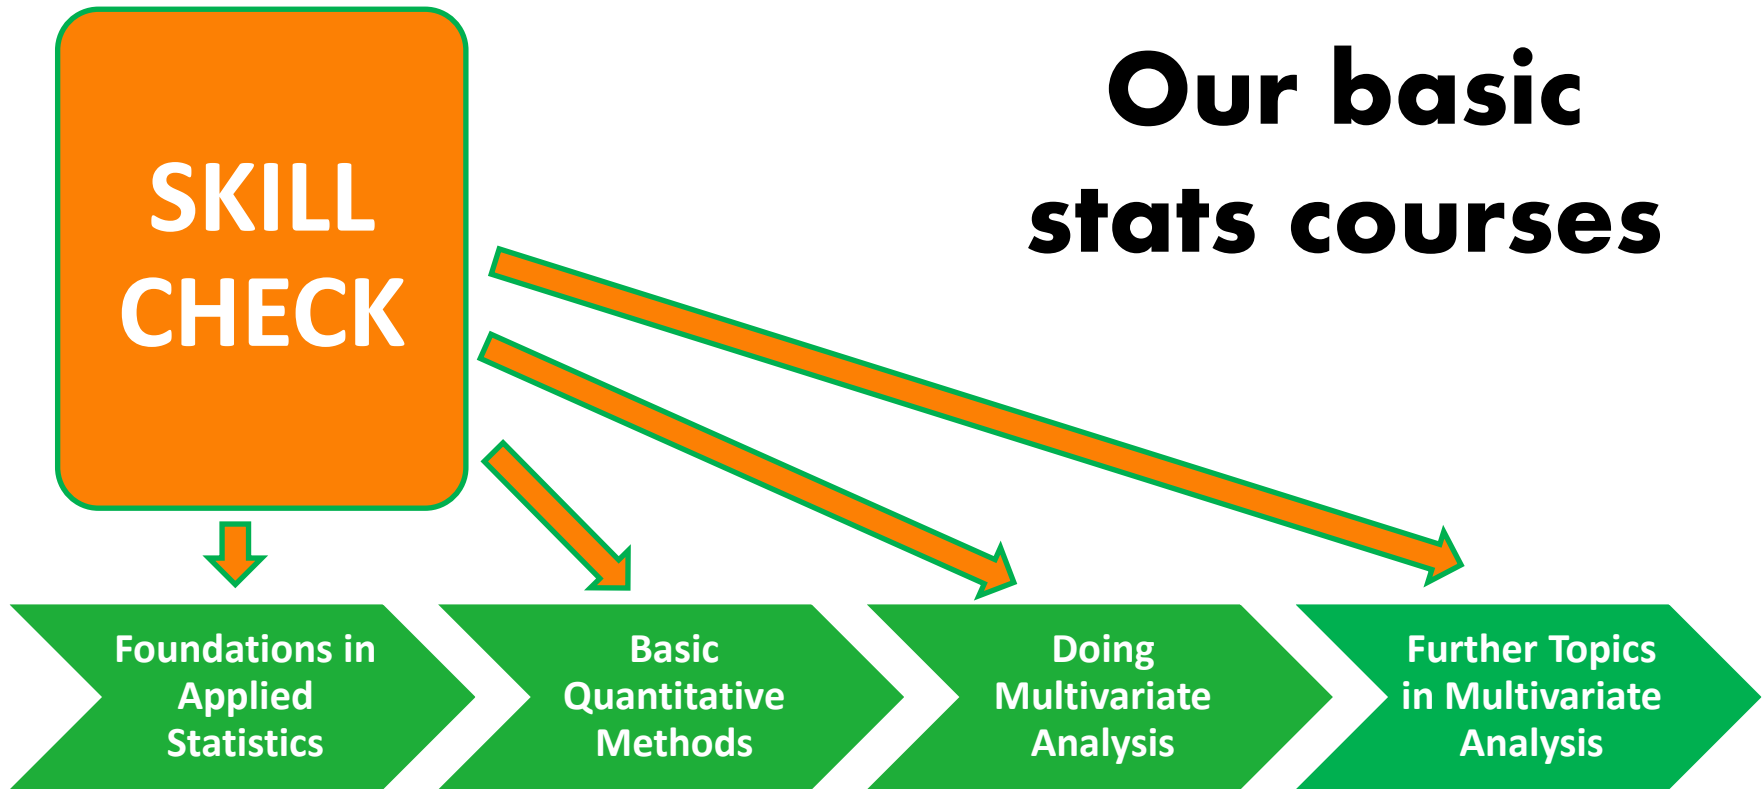 Our basic
stats courses
SKILL
CHECK
Foundations in
Applied
Statistics
Basic
Quantitative
Methods
Doing
Multivariate
Analysis
Further Topics
in Multivariate
Analysis